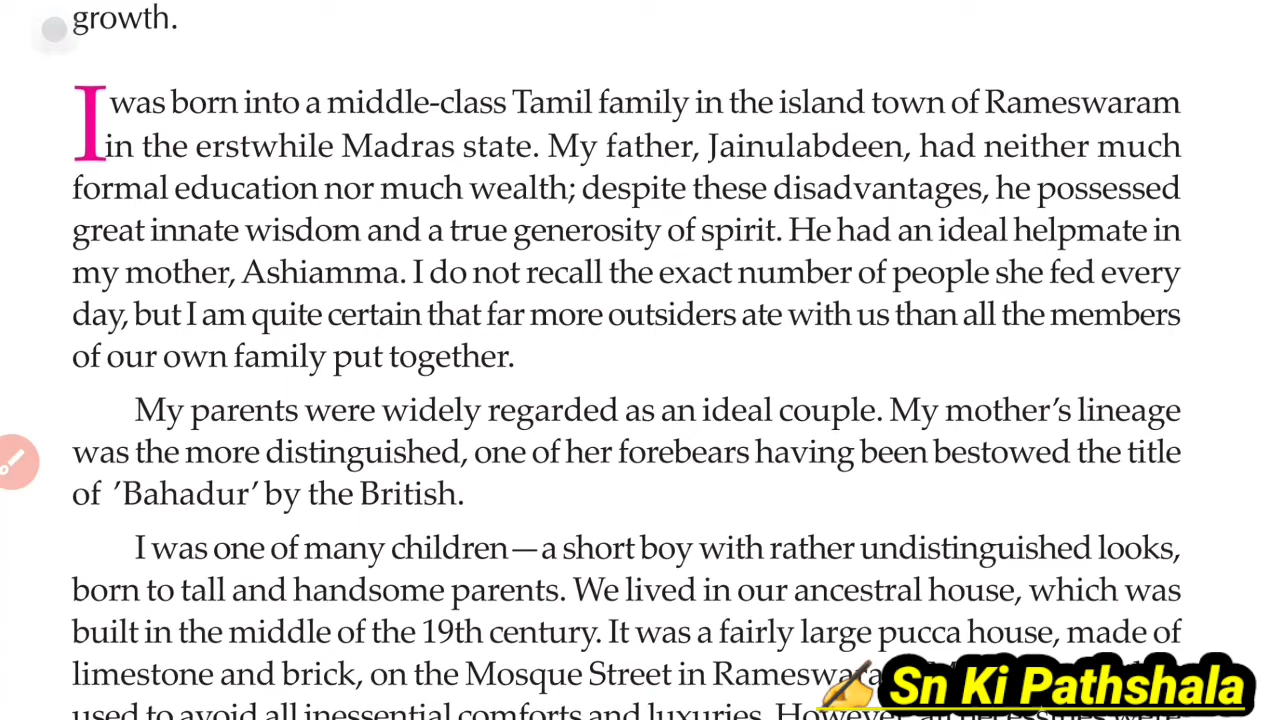 growth.
I was born into a middle-class Tamil family in the island town of Rameswaram
in the erstwhile Madras state. My father, Jainulabdeen, had neither much
formal education nor much wealth; despite these disadvantages, he possessed
great innate wisdom and a true generosity of spirit. He had an ideal helpmate in
my mother, Ashiamma. I do not recall the exact number of people she fed every
day, but I am quite certain that far more outsiders ate with us than all the members
of our own family put together.
My parents were widely regarded as an ideal couple. My mother’s lineage
was the more distinguished, one of her forebears having been bestowed the title
of ’Bahadur’ by the British.
I was one of many children—a short boy with rather undistinguished looks,
born to tall and handsome parents. We lived in our ancestral house, which was
built in the middle of the 19th century. It was a fairly large pucca house, made of
limestone and brick, on the Mosque Street in
used to avoid all inessential comforts and luxuries. However,
Sn Ki Pathshala